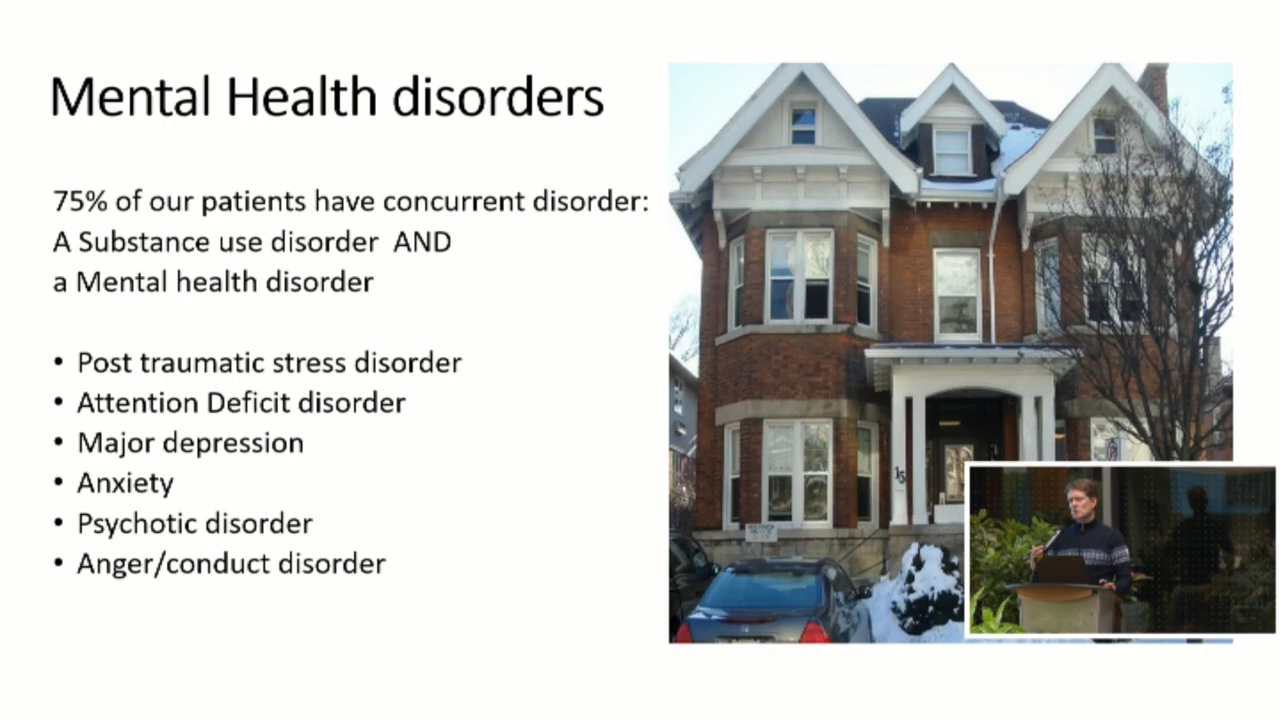 Mental Health disorders
75% of our patients have concurrent disorder:
A Substance use disorder AND
a Mental health disorder
• Post traumatic stress disorder
• Attention Deficit disorder
• Major depression
• Anxiety
• Psychotic disorder
• Anger/conduct disorder
15